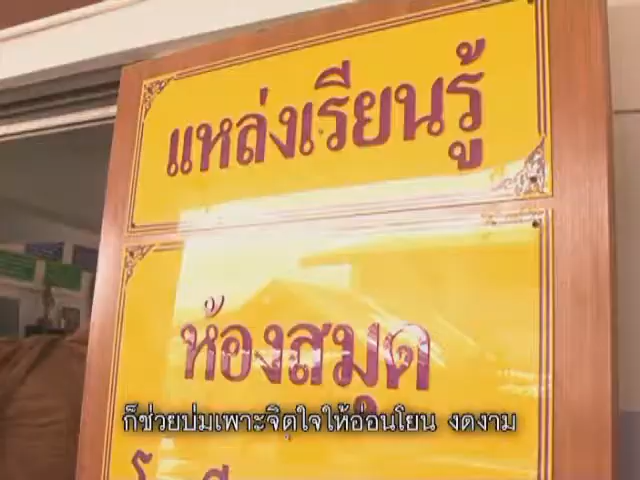 แหล่งเรียนรู้
ห้องสมุด
ก็ช่วยบ่มเพาะจิตใจให้อ่อนโยน งดงาม